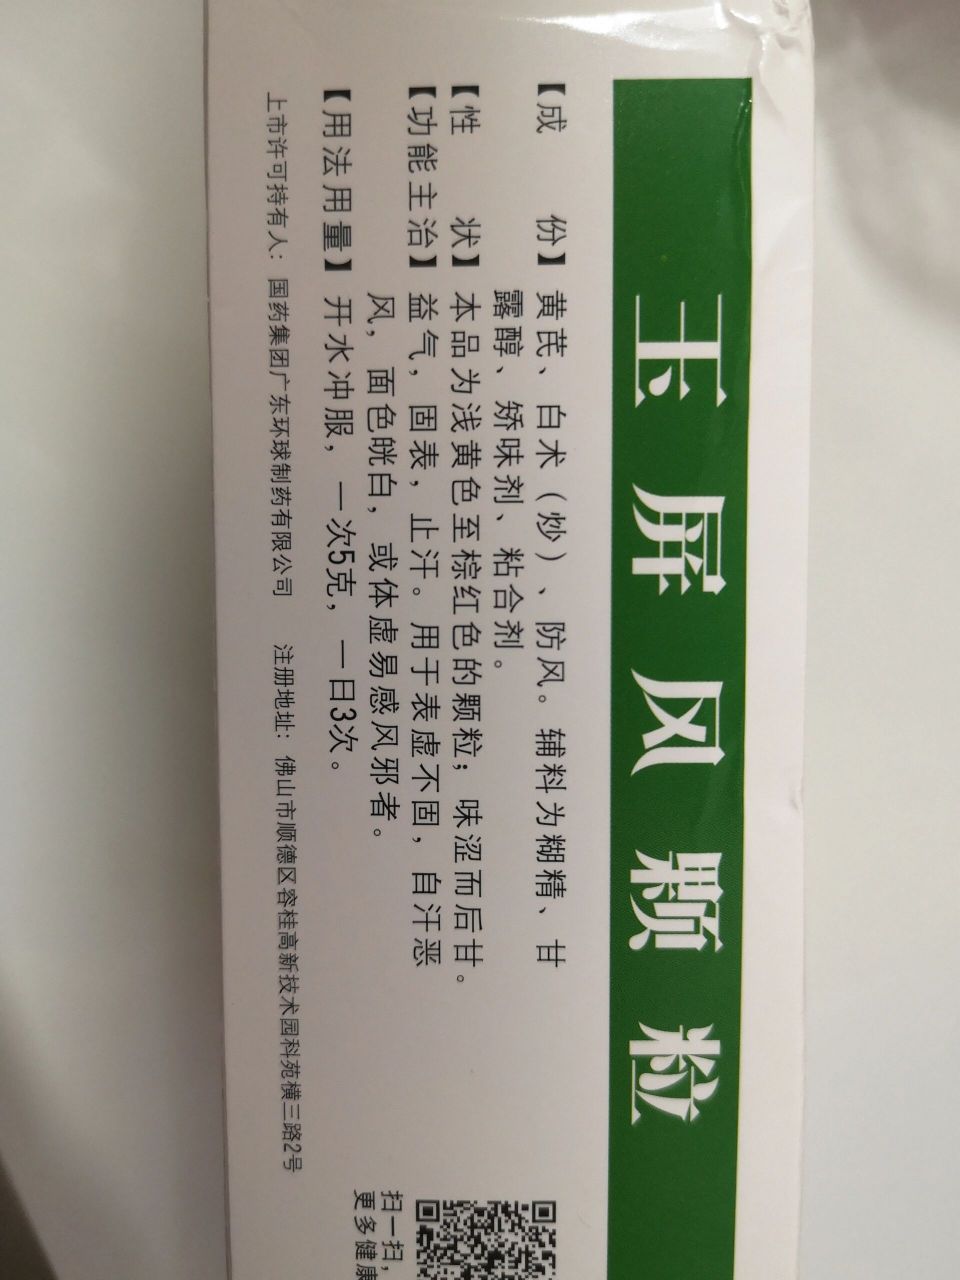 玉屏风颗粒
【成　　份】黄芪、白术（炒）、防风。辅料为糊精、甘
露醇、矫味剂、粘合剂。
【性　　状】本品为浅黄色至棕红色的颗粒；味涩而后甘。
【功能主治】益气，固表，止汗。用于表虚不固，自汗恶
风，面色㿠白，或体虚易感风邪者。
【用法用量】开水冲服，一次5克，一日3次。
上市许可持有人：国药集团广东环球制药有限公司　　注册地址：佛山市顺德区容桂高新技术园科苑横三路2号
扫一扫，
更多健康